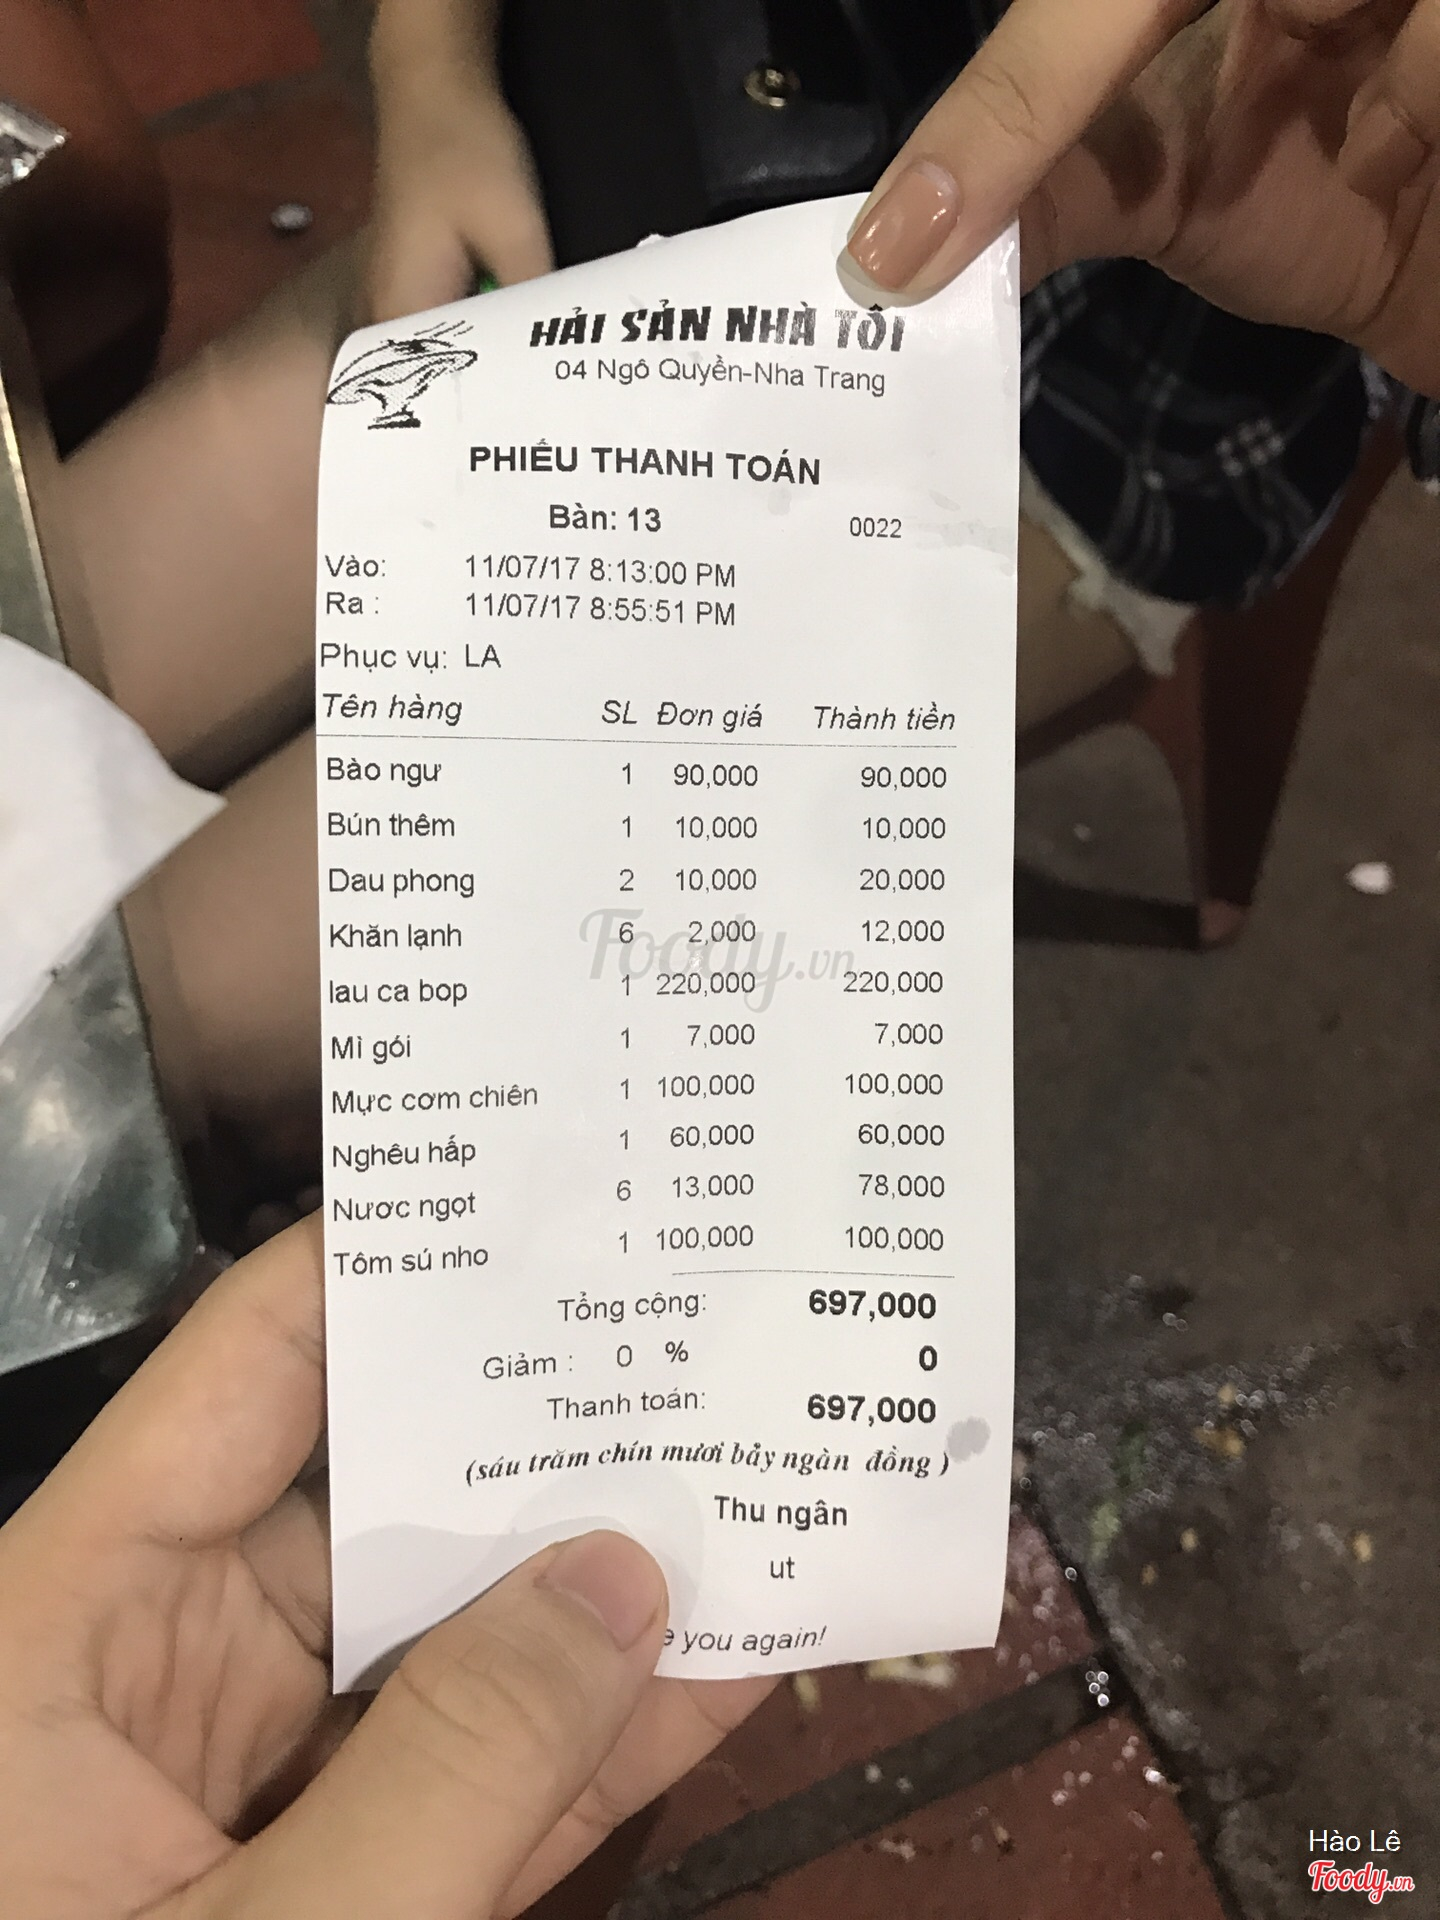 HẢI SẢN NHÀ TÔI
04 Ngô Quyền-Nha Trang
PHIẾU THANH TOÁN
Bàn: 13 0022
Vào: 11/07/17 8:13:00 PM
Ra : 11/07/17 8:55:51 PM
Phục vụ: LA
Tên hàng SL Đơn giá Thành tiền
Bào ngư 1 90,000 90,000
Bún thêm 1 10,000 10,000
Dau phong 2 10,000 20,000
Khăn lạnh 6 2,000 12,000
lau ca bop 1 220,000 220,000
Mì gói 1 7,000 7,000
Mực cơm chiên 1 100,000 100,000
Nghêu hấp 1 60,000 60,000
Nươc ngọt 6 13,000 78,000
Tôm sú nho 1 100,000 100,000
Tổng cộng: 697,000
Giảm : 0 % 0
Thanh toán: 697,000
(sáu trăm chín mươi bảy ngàn đồng )
Thu ngân
ut
you again!
Foody.vn
Hào Lê
Foody.vn